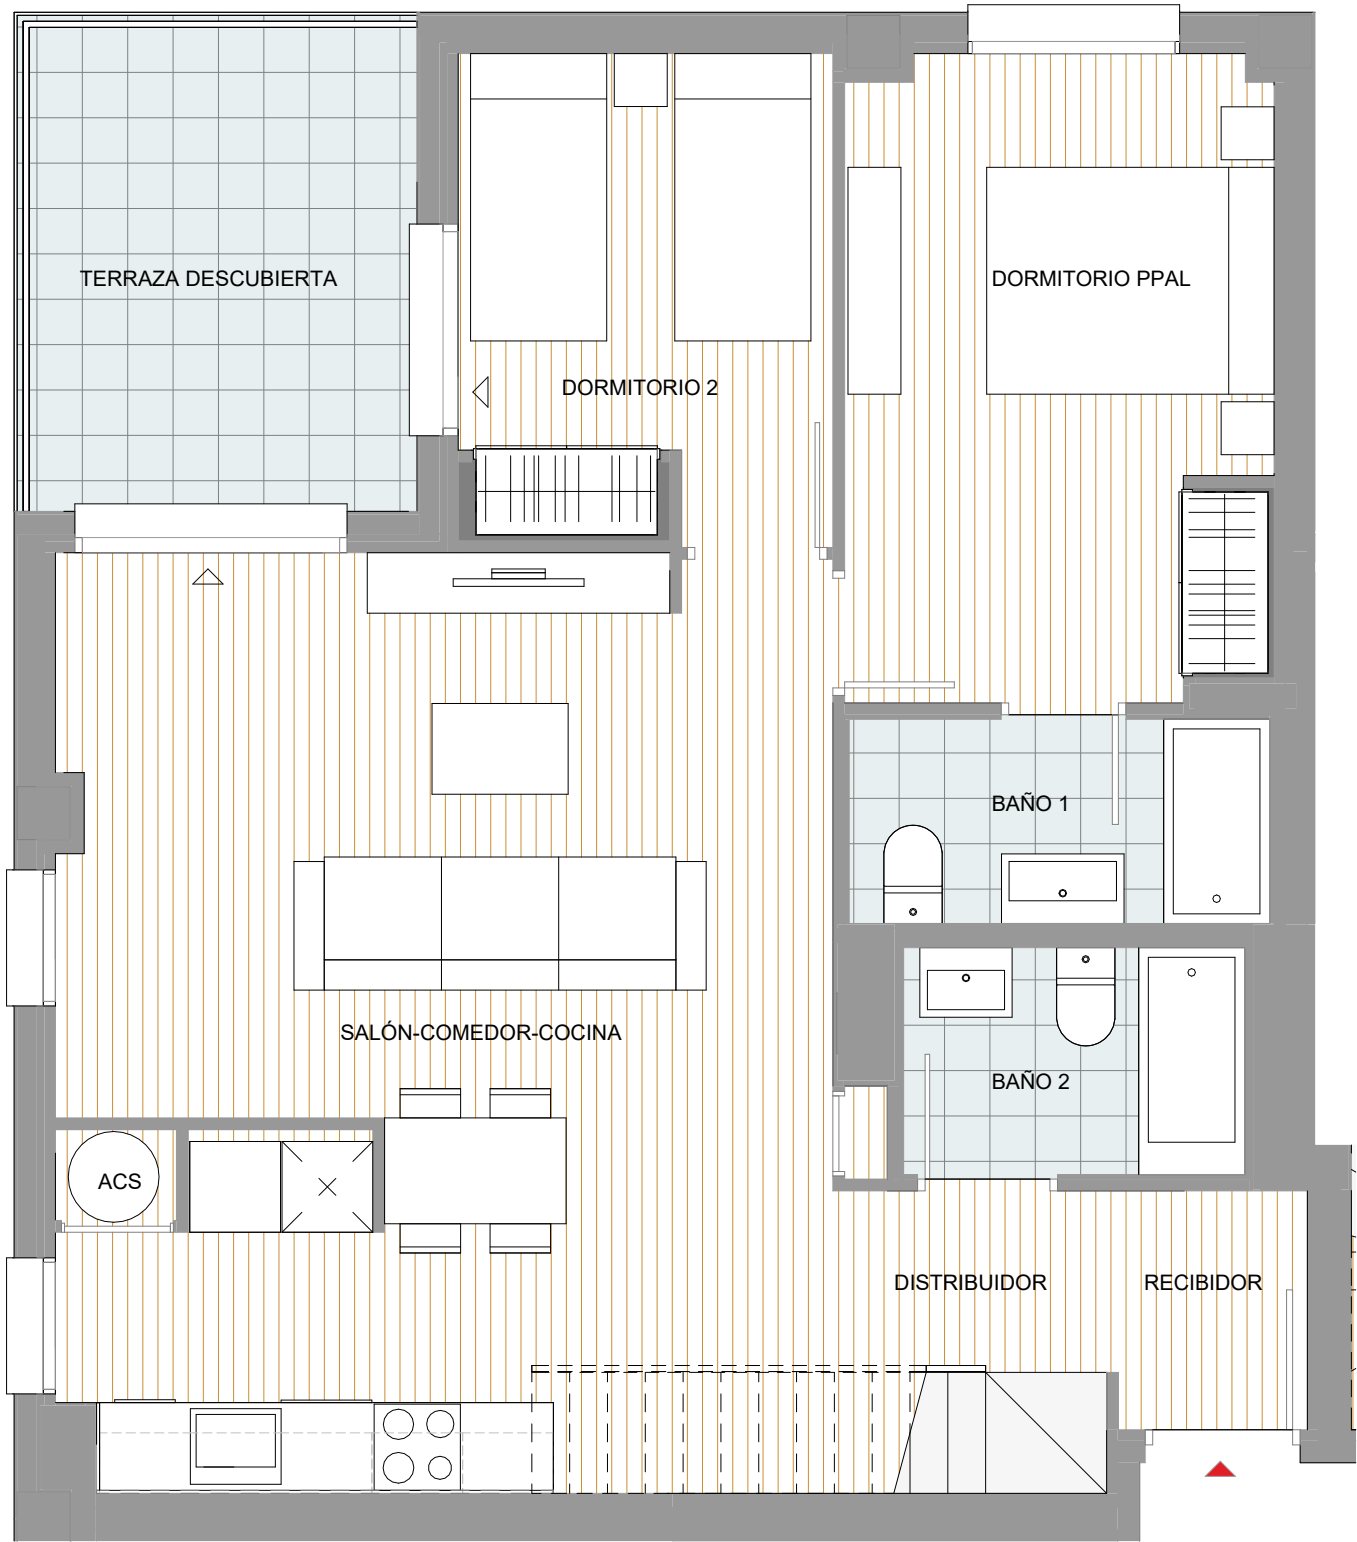 TERRAZA DESCUBIERTA
DORMITORIO PPAL
DORMITORIO 2
BAÑO 1
SALÓN-COMEDOR-COCINA
BAÑO 2
ACS
DISTRIBUIDOR
RECIBIDOR